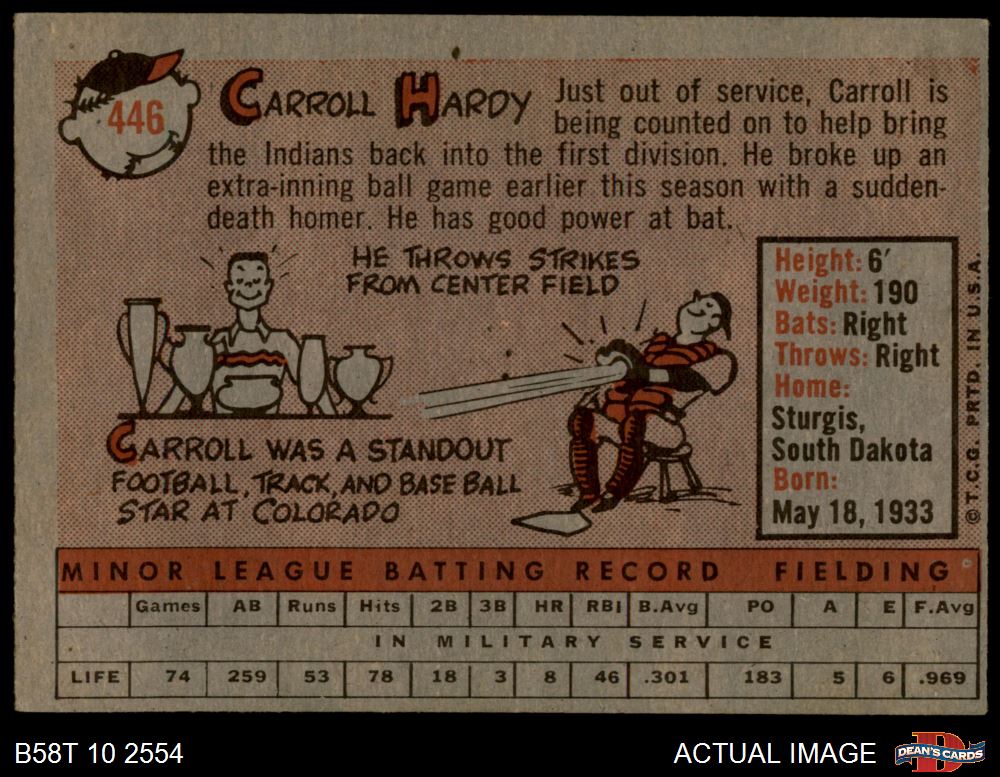 446
CARROLL HARDY
Just out of service, Carroll is
being counted on to help bring
the Indians back into the first division. He broke up an
extra-inning ball game earlier this season with a sudden-
death homer. He has good power at bat.
HE THROWS STRIKES
FROM CENTER FIELD
CARROLL WAS A STANDOUT
FOOTBALL, TRACK, AND BASEBALL
STAR AT COLORADO
Height: 6'
Weight: 190
Bats: Right
Throws: Right
Home:
Sturgis,
South Dakota
Born:
May 18, 1933
© T.C.G. PRTD. IN U.S.A.
MINOR LEAGUE BATTING RECORD FIELDING
Games AB Runs Hits 2B 3B HR RBI B.Avg PO A E F.Avg
IN MILITARY SERVICE
LIFE 74 259 53 78 18 3 8 46 .301 183 5 6 .969
B58T 10 2554
ACTUAL IMAGE
DEAN'S CARDS